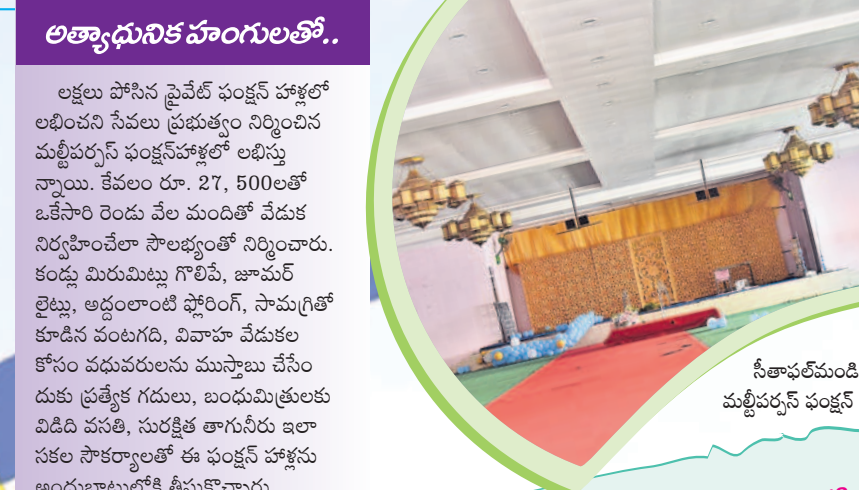 అత్యాధునిక హంగులతో..
లక్షలు పోసిన ప్రైవేట్ ఫంక్షన్ హాళ్లలో
లభించని సేవలు ప్రభుత్వం నిర్మించిన
మల్టీపర్పస్ ఫంక్షన్‌హాళ్లలో లభిస్తు
న్నాయి. కేవలం రూ. 27, 500లతో
ఒకేసారి రెండు వేల మందితో వేడుక
నిర్వహించేలా సౌలభ్యంతో నిర్మించారు.
కండ్లు మిరుమిట్లు గొలిపే, జూమర్
లైట్లు, అద్దంలాంటి ఫ్లోరింగ్, సామగ్రితో
కూడిన వంటగది, వివాహ వేడుకల
కోసం వధువరులను ముస్తాబు చేసేం
దుకు ప్రత్యేక గదులు, బంధుమిత్రులకు
విడిది వసతి, సురక్షిత తాగునీరు ఇలా
సకల సౌకర్యాలతో ఈ ఫంక్షన్ హాళ్లను
అందుబాటులోకి తీసుకొచ్చారు.
సీతాఫల్‌మండి
మల్టీపర్పస్ ఫంక్షన్